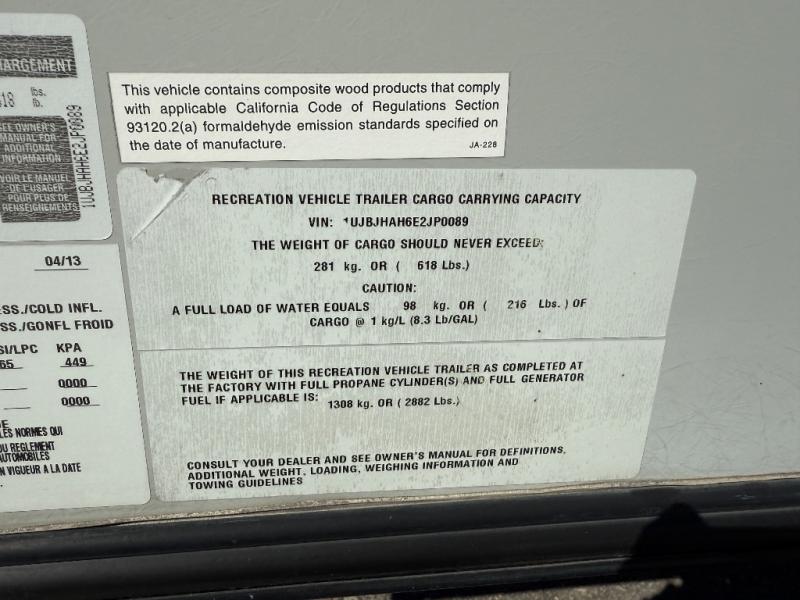 ARGEMENT
18 lbs.
lb.
SEE OWNER'S
MANUAL FOR
ADDITIONAL
INFORMATION
VOIR LE MANUEL
DE L'USAGER
POUR PLUS DE
RENSEIGNEMENTS
1UJBJHAH6E2JP0089
04/13
SS./COLD INFL.
SS./GONFL FROID
SI/LPC KPA
65 449
0000
0000
DE
LES NORMES QUI
DU REGLEMENT
AUTOMOBILES
N VIGUEUR A LA DATE
This vehicle contains composite wood products that comply
with applicable California Code of Regulations Section
93120.2(a) formaldehyde emission standards specified on
the date of manufacture. JA-228
RECREATION VEHICLE TRAILER CARGO CARRYING CAPACITY
VIN: 1UJBJHAH6E2JP0089
THE WEIGHT OF CARGO SHOULD NEVER EXCEED:
281 kg. OR ( 618 Lbs.)
CAUTION:
A FULL LOAD OF WATER EQUALS 98 kg. OR ( 216 Lbs. ) OF
CARGO @ 1 kg/L (8.3 Lb/GAL)
THE WEIGHT OF THIS RECREATION VEHICLE TRAILER AS COMPLETED AT
THE FACTORY WITH FULL PROPANE CYLINDER(S) AND FULL GENERATOR
FUEL IF APPLICABLE IS: 1308 kg. OR ( 2882 Lbs.)
CONSULT YOUR DEALER AND SEE OWNER'S MANUAL FOR DEFINITIONS,
ADDITIONAL WEIGHT, LOADING, WEIGHING INFORMATION AND
TOWING GUIDELINES